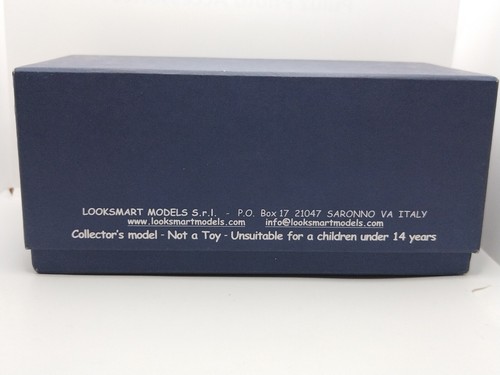 LOOKSMART MODELS S.r.l. - P.O. Box 17 21047 SARONNO VA ITALY
www.looksmartmodels.com info@looksmartmodels.com
Collector's model - Not a Toy - Unsuitable for a children under 14 years